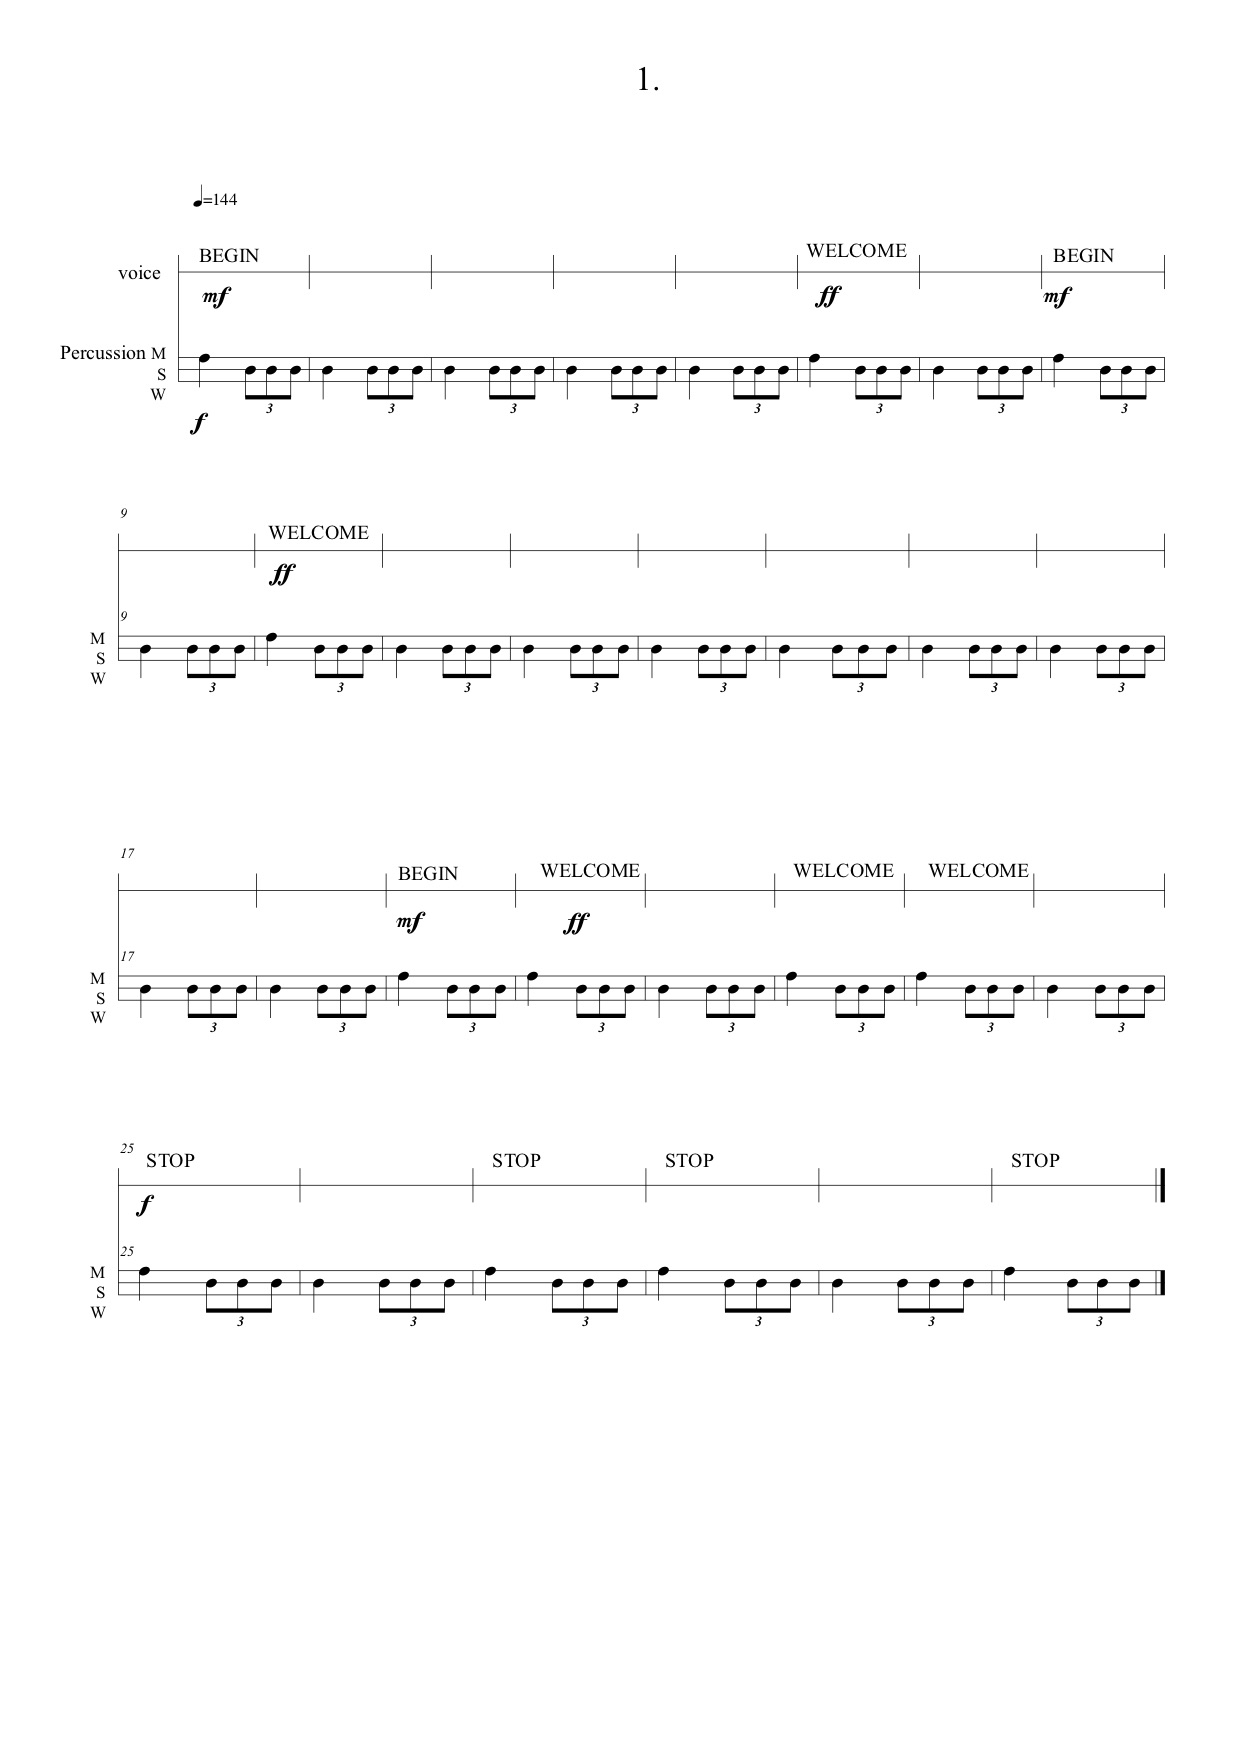 1.
=144
BEGIN WELCOME BEGIN
voice
mf ff mf
Percussion M
S
W
3 3 3 3 3 3 3 3
f
9
WELCOME
ff
9
M
S
W
3 3 3 3 3 3 3 3
17
BEGIN WELCOME WELCOME WELCOME
mf ff
17
M
S
W
3 3 3 3 3 3 3 3
25
STOP STOP STOP STOP
f
25
M
S
W
3 3 3 3 3 3